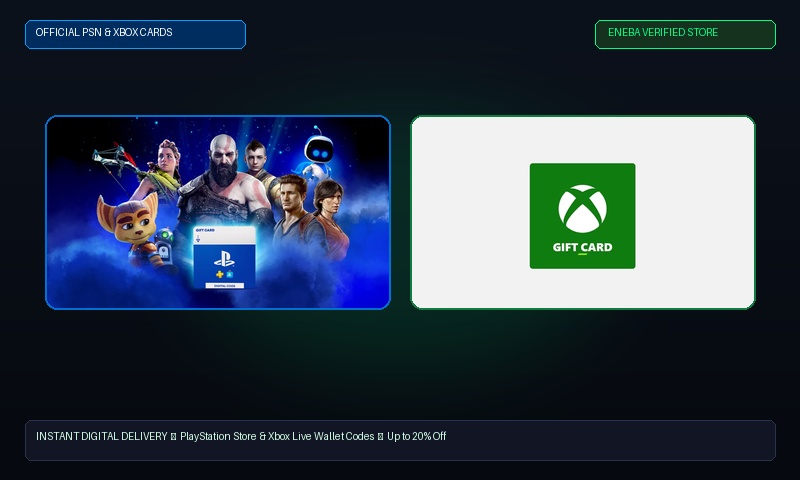 OFFICIAL PSN & XBOX CARDS
ENEBA VERIFIED STORE
GIFT CARD
DIGITAL CODE
GIFT CARD
INSTANT DIGITAL DELIVERY ▯ PlayStation Store & Xbox Live Wallet Codes ▯ Up to 20% Off